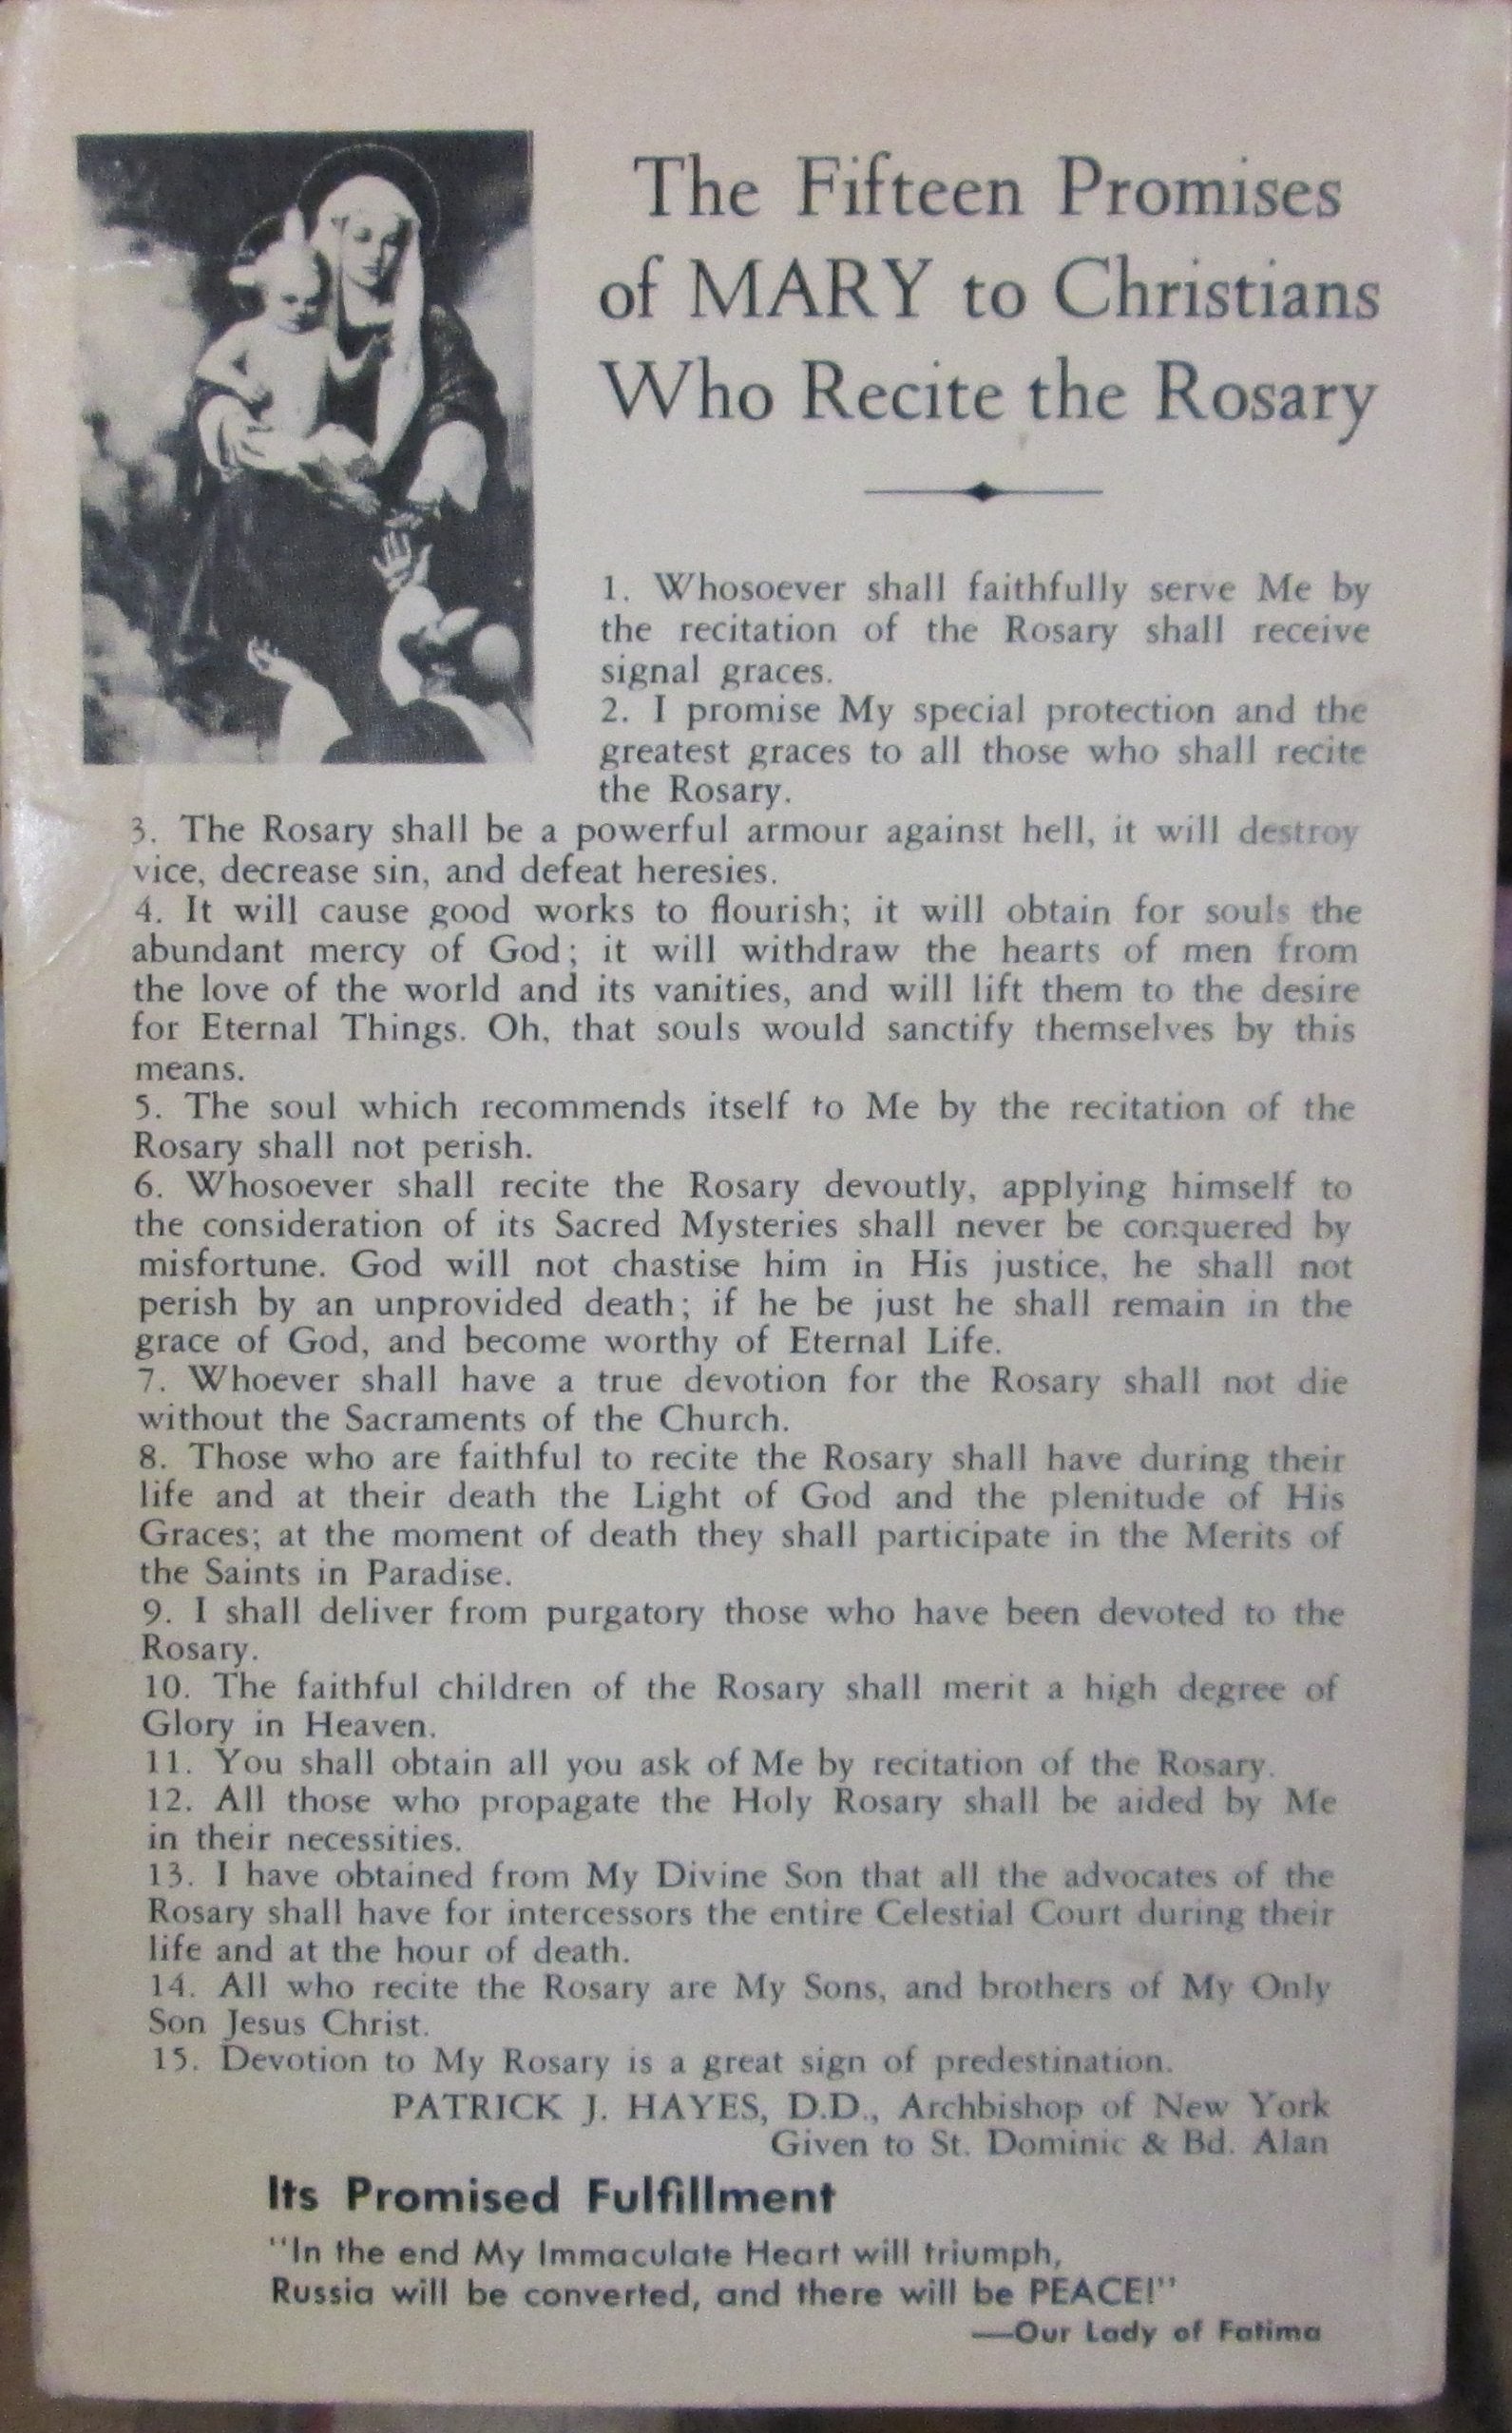 The Fifteen Promises
of MARY to Christians
Who Recite the Rosary
1. Whosoever shall faithfully serve Me by
the recitation of the Rosary shall receive
signal graces.
2. I promise My special protection and the
greatest graces to all those who shall recite
the Rosary.
3. The Rosary shall be a powerful armour against hell, it will destroy
vice, decrease sin, and defeat heresies.
4. It will cause good works to flourish; it will obtain for souls the
abundant mercy of God; it will withdraw the hearts of men from
the love of the world and its vanities, and will lift them to the desire
for Eternal Things. Oh, that souls would sanctify themselves by this
means.
5. The soul which recommends itself to Me by the recitation of the
Rosary shall not perish.
6. Whosoever shall recite the Rosary devoutly, applying himself to
the consideration of its Sacred Mysteries shall never be conquered by
misfortune. God will not chastise him in His justice, he shall not
perish by an unprovided death; if he be just he shall remain in the
grace of God, and become worthy of Eternal Life.
7. Whoever shall have a true devotion for the Rosary shall not die
without the Sacraments of the Church.
8. Those who are faithful to recite the Rosary shall have during their
life and at their death the Light of God and the plenitude of His
Graces; at the moment of death they shall participate in the Merits of
the Saints in Paradise.
9. I shall deliver from purgatory those who have been devoted to the
Rosary.
10. The faithful children of the Rosary shall merit a high degree of
Glory in Heaven.
11. You shall obtain all you ask of Me by recitation of the Rosary.
12. All those who propagate the Holy Rosary shall be aided by Me
in their necessities.
13. I have obtained from My Divine Son that all the advocates of the
Rosary shall have for intercessors the entire Celestial Court during their
life and at the hour of death.
14. All who recite the Rosary are My Sons, and brothers of My Only
Son Jesus Christ.
15. Devotion to My Rosary is a great sign of predestination.
PATRICK J. HAYES, D.D., Archbishop of New York
Given to St. Dominic & Bd. Alan
Its Promised Fulfillment
"In the end My Immaculate Heart will triumph,
Russia will be converted, and there will be PEACE!"
—Our Lady of Fatima